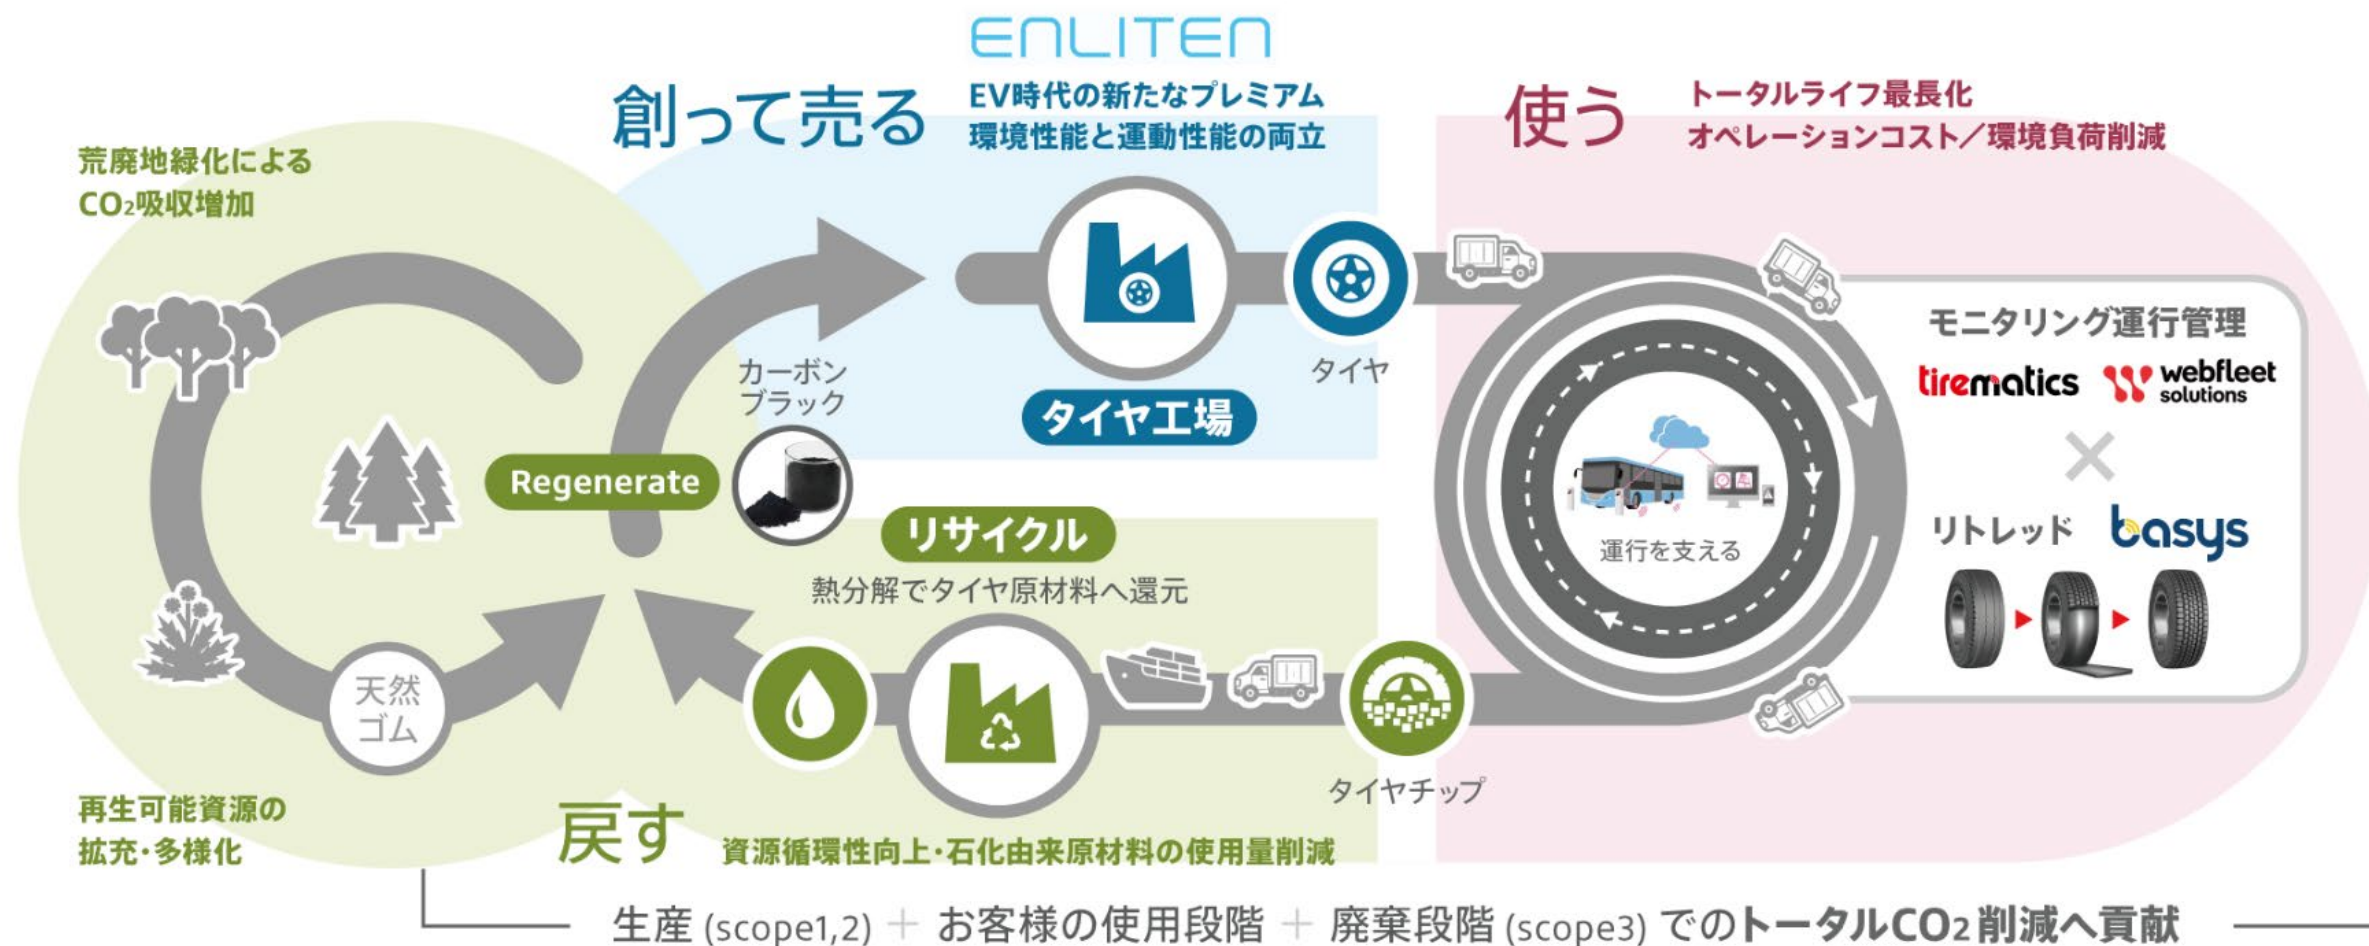 ENLITEN
創って売る
EV時代の新たなプレミアム
環境性能と運動性能の両立
使う
トータルライフ最長化
オペレーションコスト／環境負荷削減
荒廃地緑化による
CO₂吸収増加
カーボン
ブラック
タイヤ
タイヤ工場
モニタリング運行管理
tirematics
webfleet
solutions
×
リトレッド
basys
運行を支える
Regenerate
リサイクル
熱分解でタイヤ原材料へ還元
天然
ゴム
タイヤチップ
再生可能資源の
拡充・多様化
戻す
資源循環性向上・石化由来原材料の使用量削減
生産 (scope1,2) ＋ お客様の使用段階 ＋ 廃棄段階 (scope3) でのトータルCO₂削減へ貢献